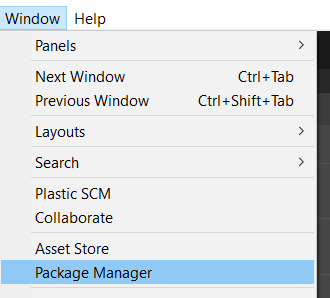 Window Help
Panels
Next Window Ctrl+Tab
Previous Window Ctrl+Shift+Tab
Layouts
Search
Plastic SCM
Collaborate
Asset Store
Package Manager